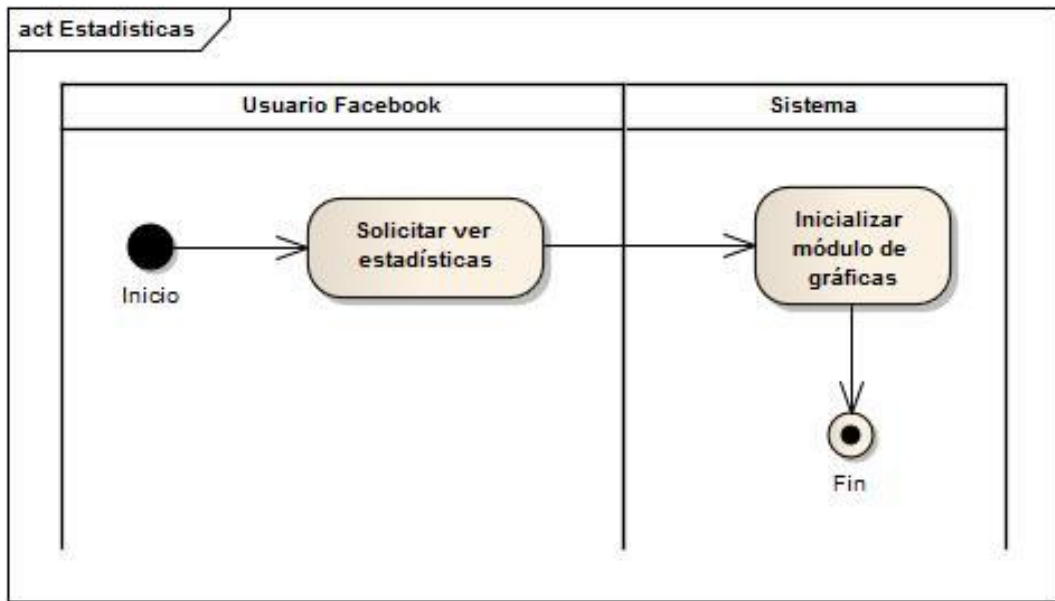 act Estadisticas
Usuario Facebook
Sistema
Inicio
Solicitar ver
estadísticas
Inicializar
módulo de
gráficas
Fin